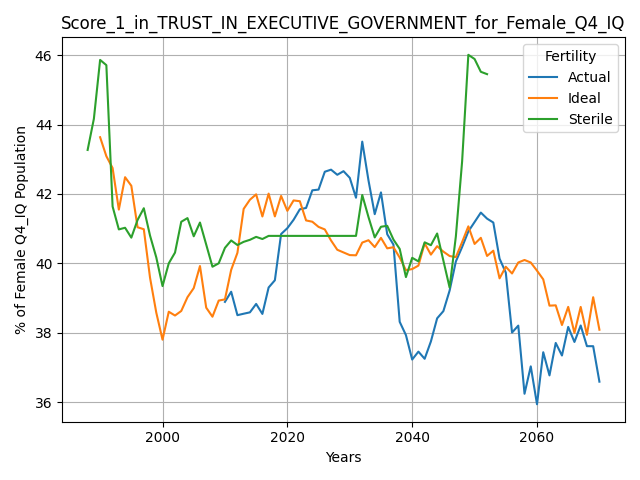 Score_1_in_TRUST_IN_EXECUTIVE_GOVERNMENT_for_Female_Q4_IQ
Fertility
Actual
Ideal
Sterile
% of Female Q4_IQ Population
46
44
42
40
38
36
2000
2020
2040
2060
Years